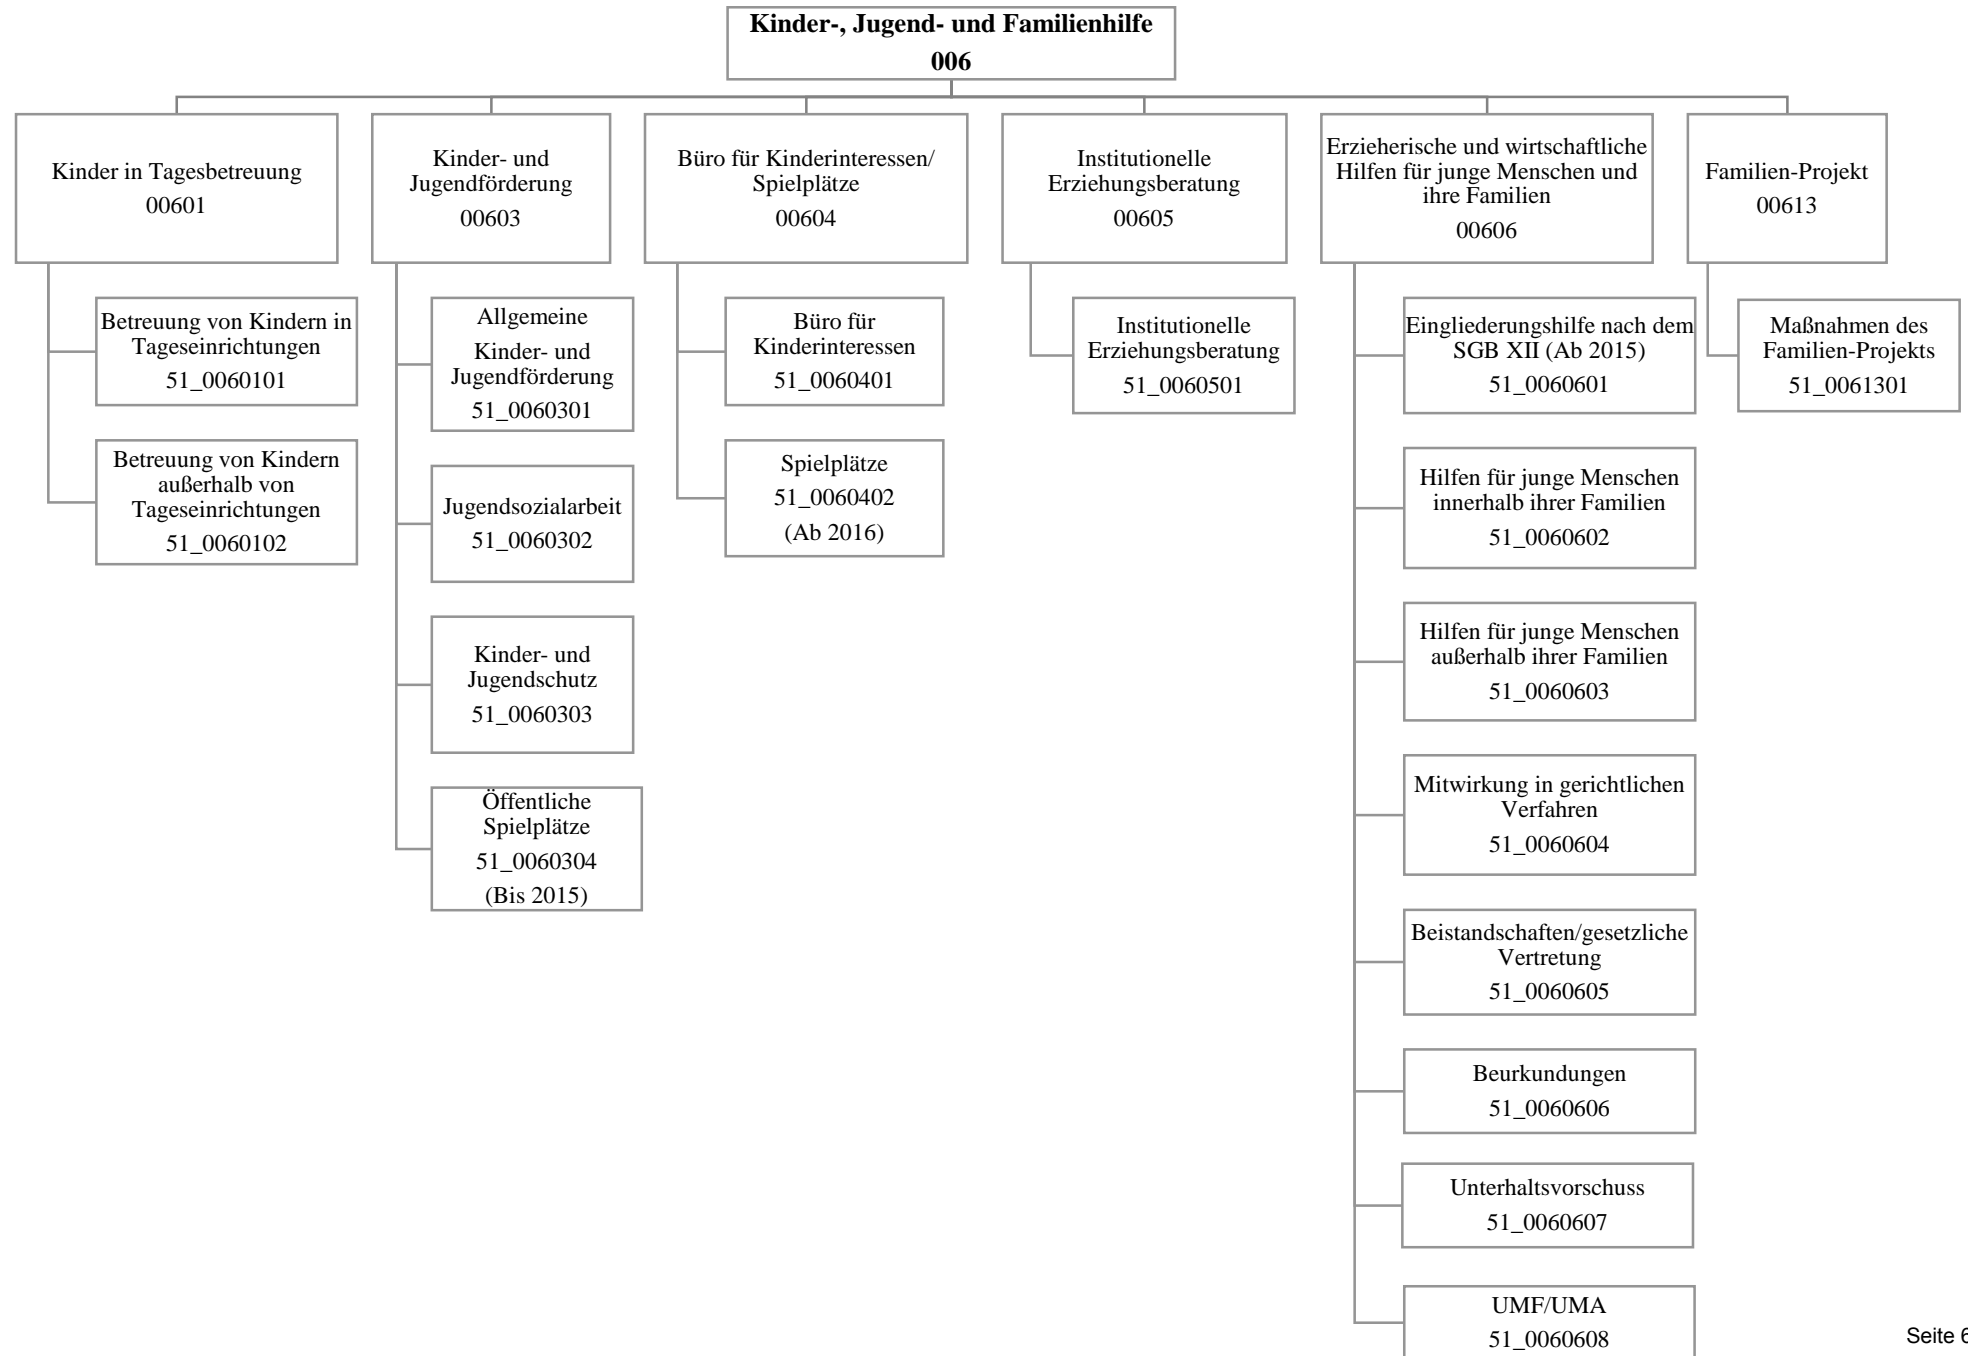 Kinder-, Jugend- und Familienhilfe
006
Kinder in Tagesbetreuung
00601
Betreuung von Kindern in
Tageseinrichtungen
51_0060101
Betreuung von Kindern
außerhalb von
Tageseinrichtungen
51_0060102
Kinder- und
Jugendförderung
00603
Allgemeine
Kinder- und
Jugendförderung
51_0060301
Jugendsozialarbeit
51_0060302
Kinder- und
Jugendschutz
51_0060303
Öffentliche
Spielplätze
51_0060304
(Bis 2015)
Büro für Kinderinteressen/
Spielplätze
00604
Büro für
Kinderinteressen
51_0060401
Spielplätze
51_0060402
(Ab 2016)
Institutionelle
Erziehungsberatung
00605
Institutionelle
Erziehungsberatung
51_0060501
Erzieherische und wirtschaftliche
Hilfen für junge Menschen und
ihre Familien
00606
Eingliederungshilfe nach dem
SGB XII (Ab 2015)
51_0060601
Hilfen für junge Menschen
innerhalb ihrer Familien
51_0060602
Hilfen für junge Menschen
außerhalb ihrer Familien
51_0060603
Mitwirkung in gerichtlichen
Verfahren
51_0060604
Beistandschaften/gesetzliche
Vertretung
51_0060605
Beurkundungen
51_0060606
Unterhaltsvorschuss
51_0060607
UMF/UMA
51_0060608
Familien-Projekt
00613
Maßnahmen des
Familien-Projekts
51_0061301
Seite 6